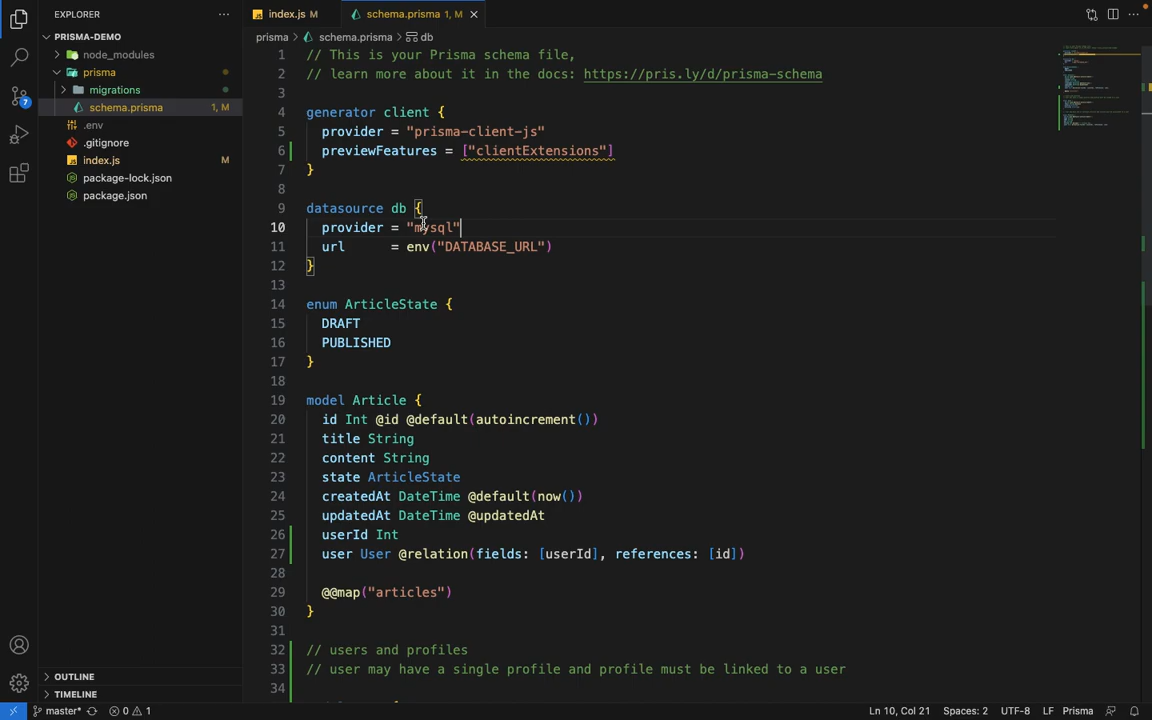 EXPLORER
PRISMA-DEMO
node_modules
prisma
migrations
schema.prisma 1, M
.env
.gitignore
index.js M
package-lock.json
package.json
OUTLINE
TIMELINE
7
index.js M
schema.prisma 1, M
prisma > schema.prisma > db
1 // This is your Prisma schema file,
2 // learn more about it in the docs: https://pris.ly/d/prisma-schema
3
4 generator client {
5 provider = "prisma-client-js"
6 previewFeatures = ["clientExtensions"]
7 }
8
9 datasource db {
10 provider = "mysql"
11 url      = env("DATABASE_URL")
12 }
13
14 enum ArticleState {
15 DRAFT
16 PUBLISHED
17 }
18
19 model Article {
20 id Int @id @default(autoincrement())
21 title String
22 content String
23 state ArticleState
24 createdAt DateTime @default(now())
25 updatedAt DateTime @updatedAt
26 userId Int
27 user User @relation(fields: [userId], references: [id])
28
29 @@map("articles")
30 }
31
32 // users and profiles
33 // user may have a single profile and profile must be linked to a user
34
master* 0 1 Ln 10, Col 21 Spaces: 2 UTF-8 LF Prisma